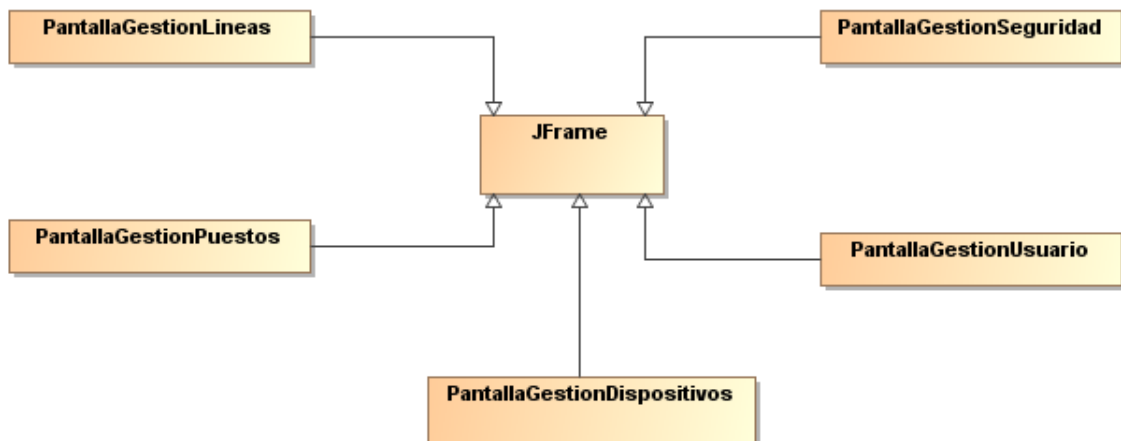 PantallaGestionLineas
PantallaGestionSeguridad
JFrame
PantallaGestionPuestos
PantallaGestionUsuario
PantallaGestionDispositivos